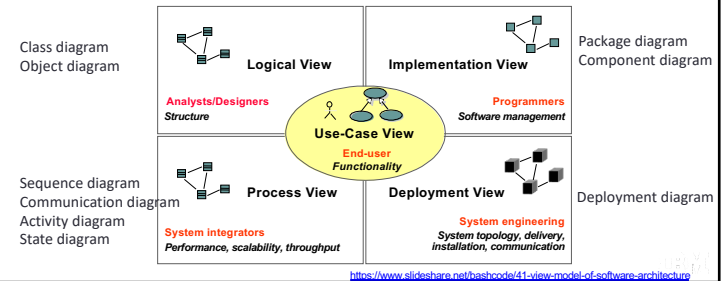 Class diagram
Object diagram
Logical View
Analysts/Designers
Structure
Implementation View
Programmers
Software management
Package diagram
Component diagram
Use-Case View
End-user
Functionality
Sequence diagram
Communication diagram
Activity diagram
State diagram
Process View
System integrators
Performance, scalability, throughput
Deployment View
System engineering
System topology, delivery,
installation, communication
Deployment diagram
https://www.slideshare.net/bashcode/41-view-model-of-software-architecture